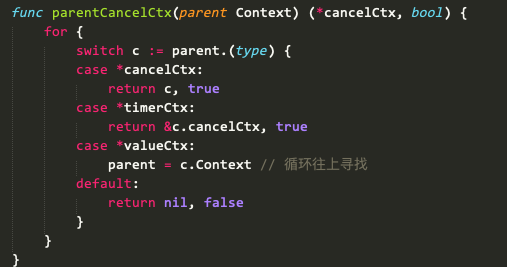 func parentCancelCtx(parent Context) (*cancelCtx, bool) {
    for {
        switch c := parent.(type) {
        case *cancelCtx:
            return c, true
        case *timerCtx:
            return &c.cancelCtx, true
        case *valueCtx:
            parent = c.Context // 循环往上寻找
        default:
            return nil, false
        }
    }
}